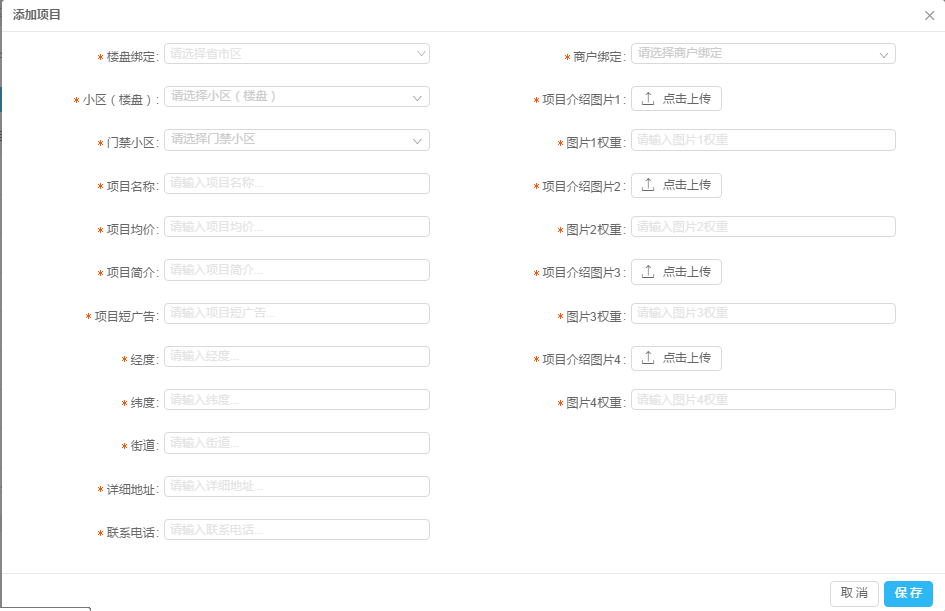 添加项目
* 楼盘绑定: 请选择省市区
* 小区（楼盘）: 请选择小区（楼盘）
* 门禁小区: 请选择门禁小区
* 项目名称: 请输入项目名称...
* 项目均价: 请输入项目均价...
* 项目简介: 请输入项目简介...
* 项目短广告: 请输入项目短广告...
* 经度: 请输入经度...
* 纬度: 请输入纬度...
* 街道: 请输入街道...
* 详细地址: 请输入详细地址...
* 联系电话: 请输入联系电话...
* 商户绑定: 请选择商户绑定
* 项目介绍图片1: 点击上传
* 图片1权重: 请输入图片1权重
* 项目介绍图片2: 点击上传
* 图片2权重: 请输入图片2权重
* 项目介绍图片3: 点击上传
* 图片3权重: 请输入图片3权重
* 项目介绍图片4: 点击上传
* 图片4权重: 请输入图片4权重
取消 保存